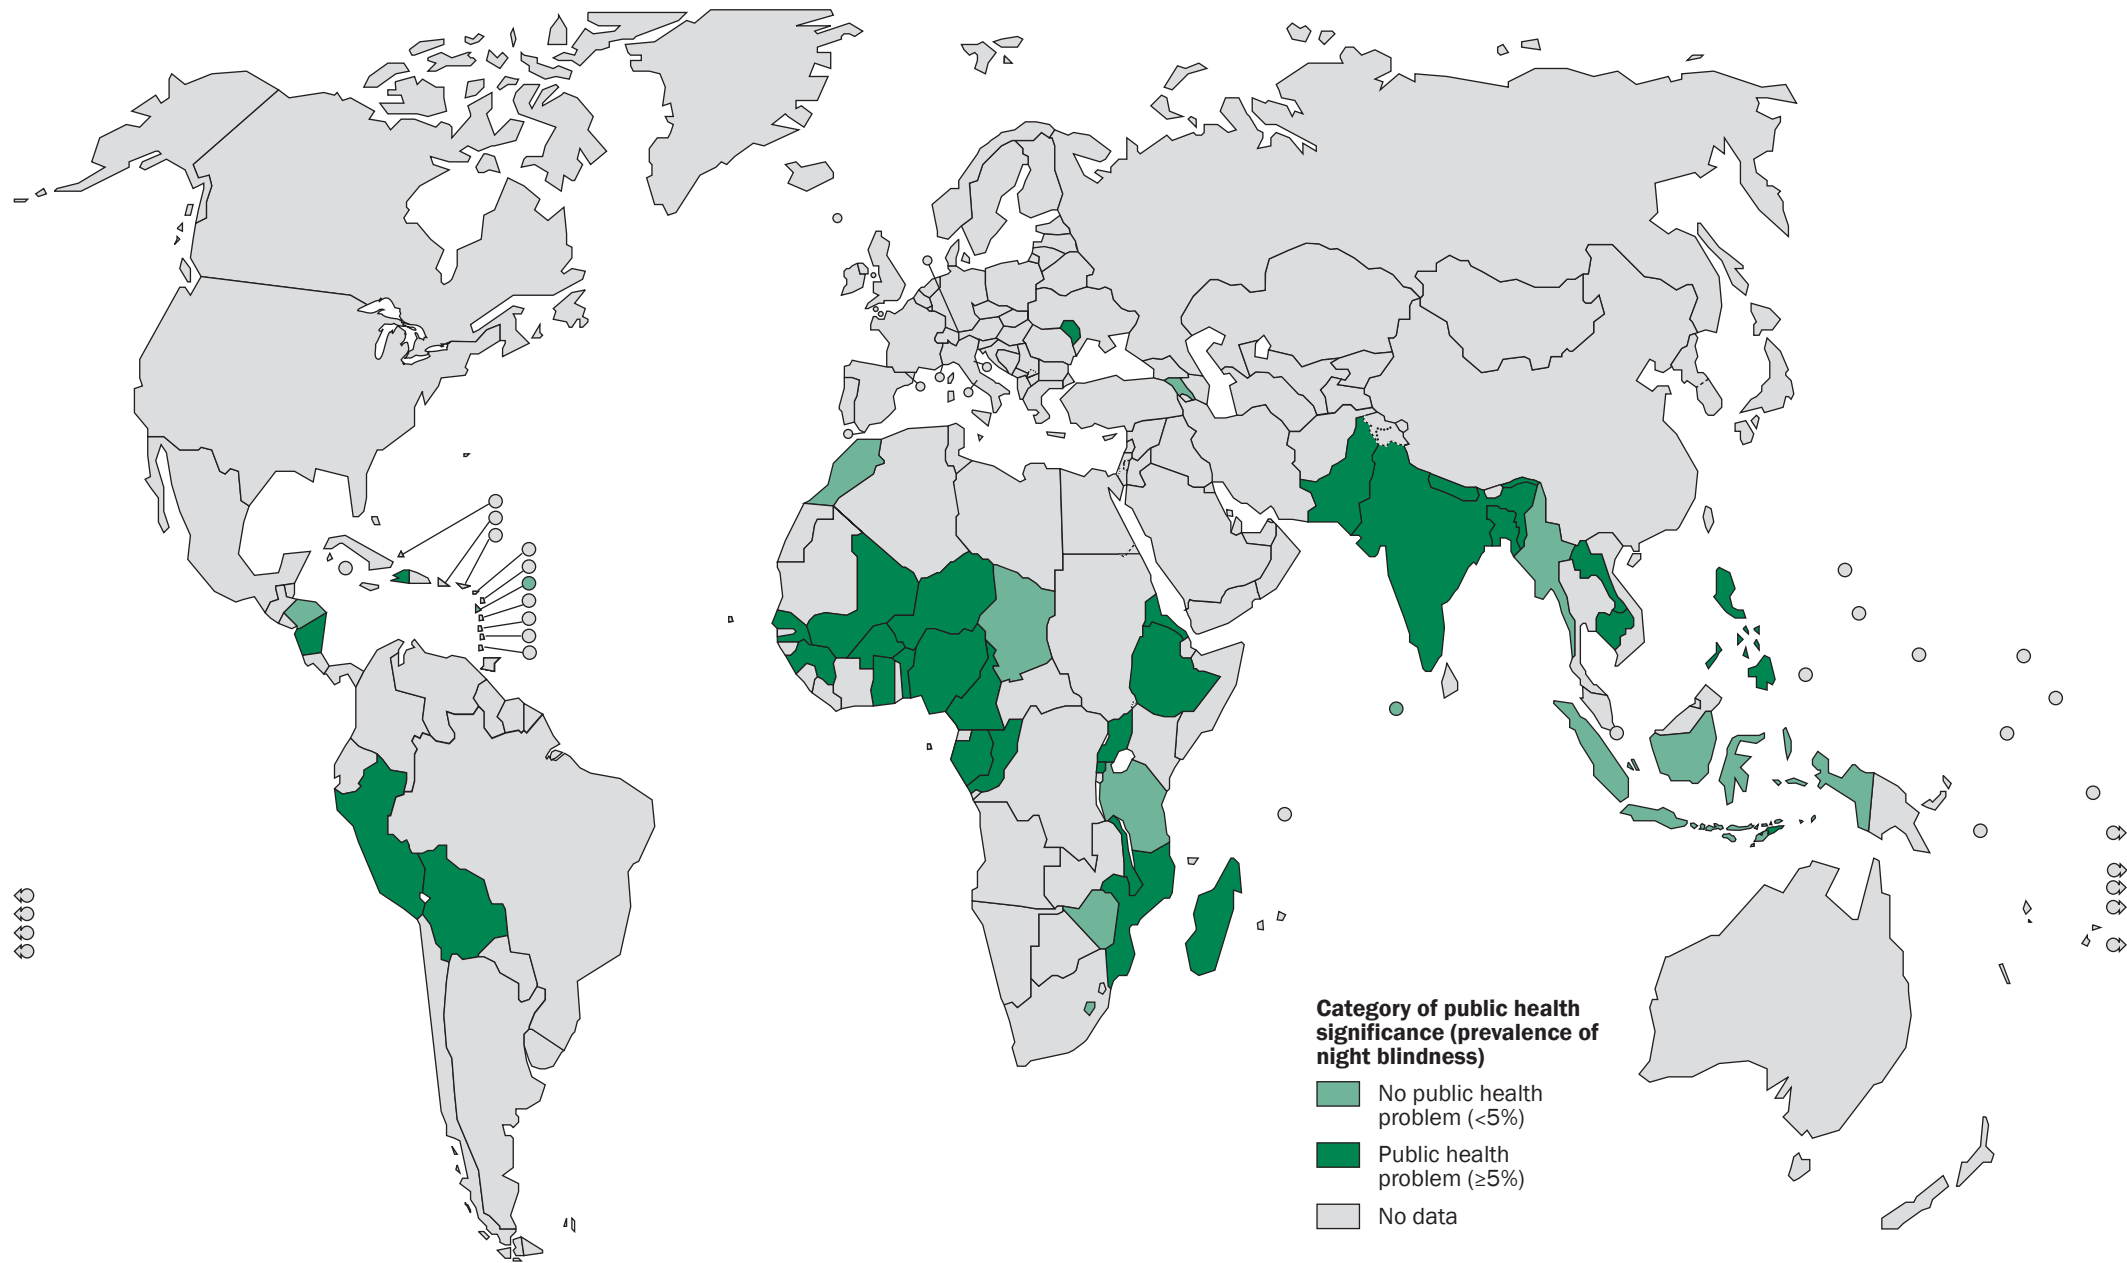 Category of public health
significance (prevalence of
night blindness)
No public health
problem (<5%)
Public health
problem (≥5%)
No data